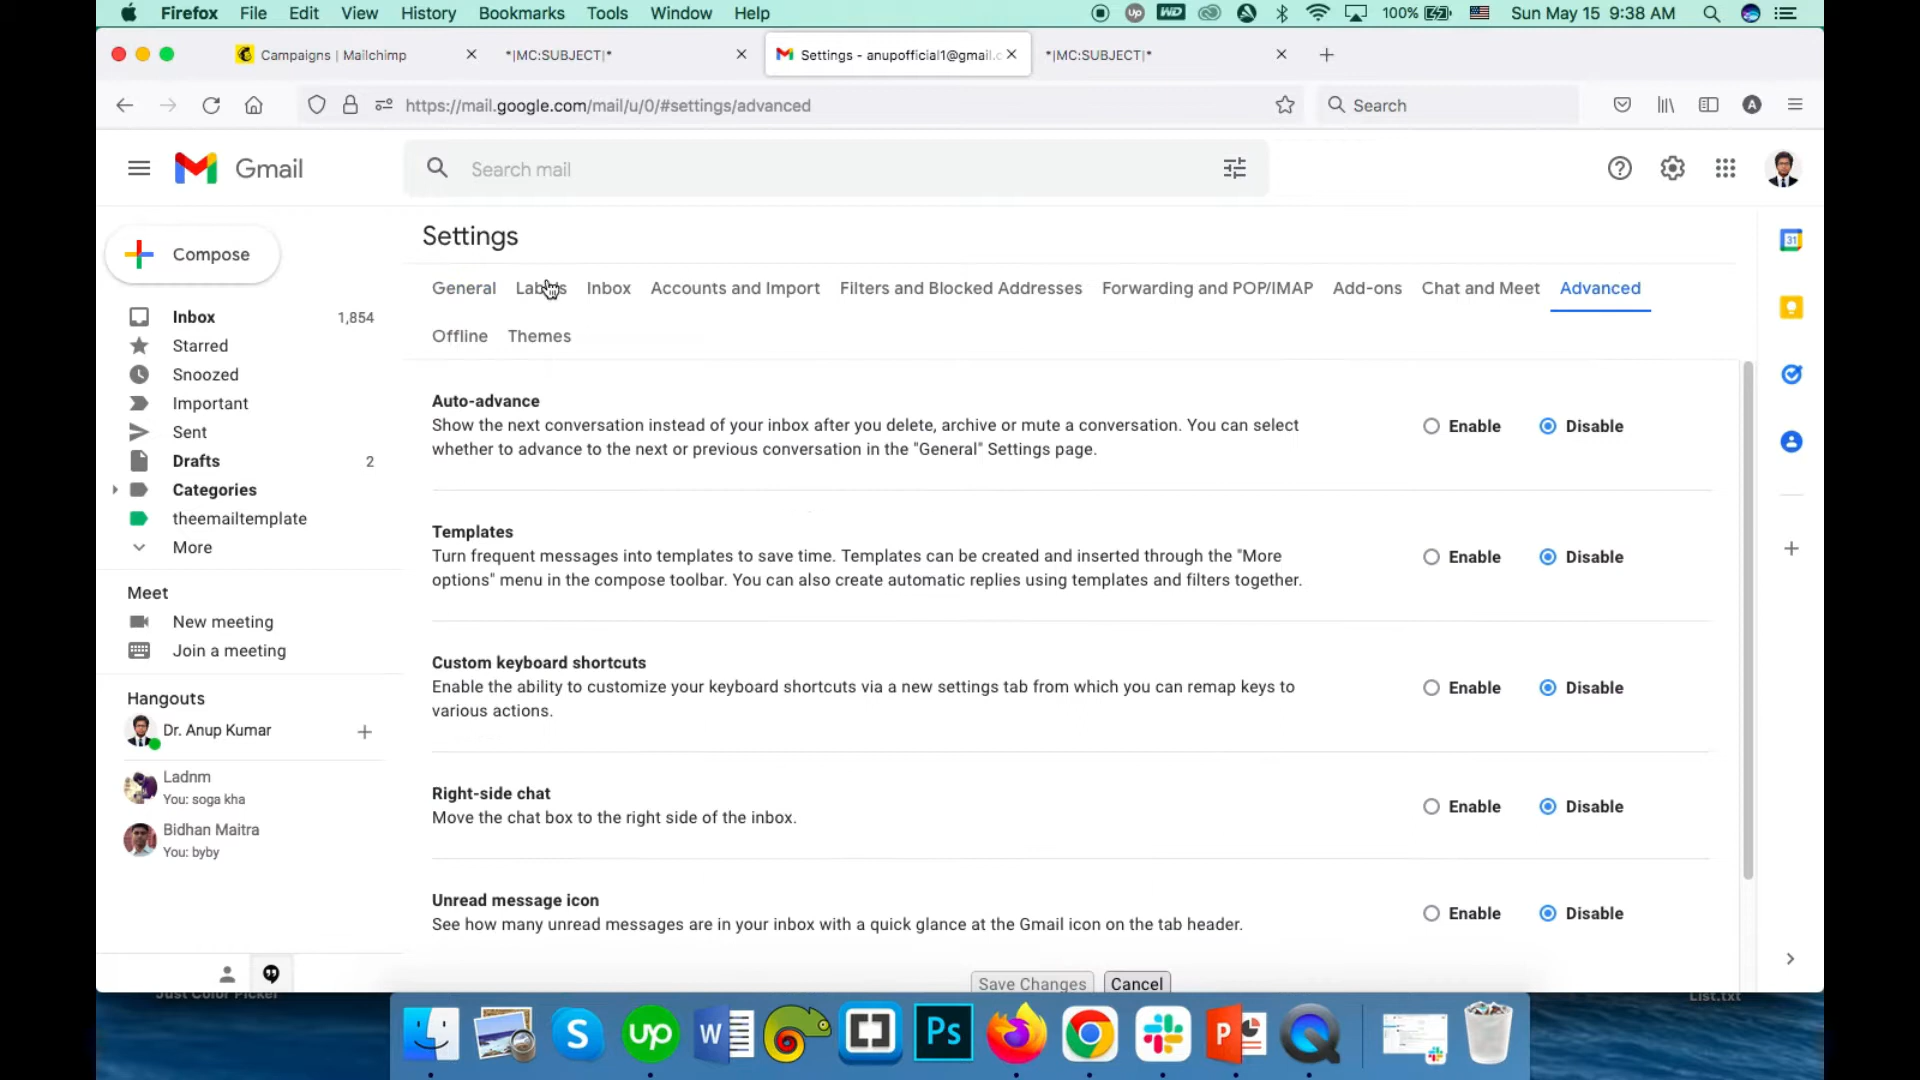 Firefox File Edit View History Bookmarks Tools Window Help
100% Sun May 15 9:38 AM
Campaigns | Mailchimp
*|MC:SUBJECT|*
Settings - anupofficial1@gmail.c
*|MC:SUBJECT|*
https://mail.google.com/mail/u/0/#settings/advanced
Search
A
Gmail
Search mail
Compose
Inbox 1,854
Starred
Snoozed
Important
Sent
Drafts 2
Categories
theemailtemplate
More
Meet
New meeting
Join a meeting
Hangouts
Dr. Anup Kumar
Ladnm
You: soga kha
Bidhan Maitra
You: byby
Settings
General Labels Inbox Accounts and Import Filters and Blocked Addresses Forwarding and POP/IMAP Add-ons Chat and Meet Advanced
Offline Themes
Auto-advance
Show the next conversation instead of your inbox after you delete, archive or mute a conversation. You can select
whether to advance to the next or previous conversation in the "General" Settings page.
Enable Disable
Templates
Turn frequent messages into templates to save time. Templates can be created and inserted through the "More
options" menu in the compose toolbar. You can also create automatic replies using templates and filters together.
Enable Disable
Custom keyboard shortcuts
Enable the ability to customize your keyboard shortcuts via a new settings tab from which you can remap keys to
various actions.
Enable Disable
Right-side chat
Move the chat box to the right side of the inbox.
Enable Disable
Unread message icon
See how many unread messages are in your inbox with a quick glance at the Gmail icon on the tab header.
Enable Disable
Save Changes Cancel
31
Just Color Picker
List.txt
S
up
W
Ps
P